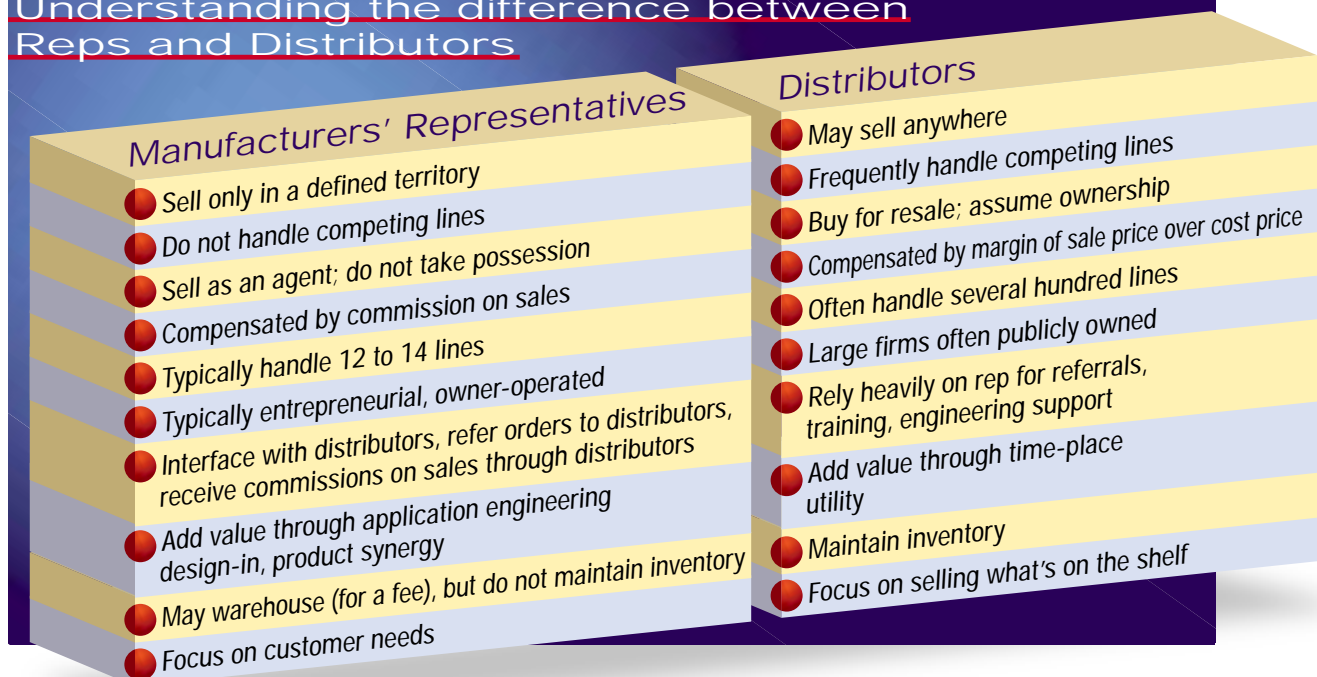 Understanding the difference between
Reps and Distributors
Manufacturers' Representatives
Sell only in a defined territory
Do not handle competing lines
Sell as an agent; do not take possession
Compensated by commission on sales
Typically handle 12 to 14 lines
Typically entrepreneurial, owner-operated
Interface with distributors, refer orders to distributors,
receive commissions on sales through distributors
Add value through application engineering
design-in, product synergy
May warehouse (for a fee), but do not maintain inventory
Focus on customer needs
Distributors
May sell anywhere
Frequently handle competing lines
Buy for resale; assume ownership
Compensated by margin of sale price over cost price
Often handle several hundred lines
Large firms often publicly owned
Rely heavily on rep for referrals,
training, engineering support
Add value through time-place
utility
Maintain inventory
Focus on selling what's on the shelf